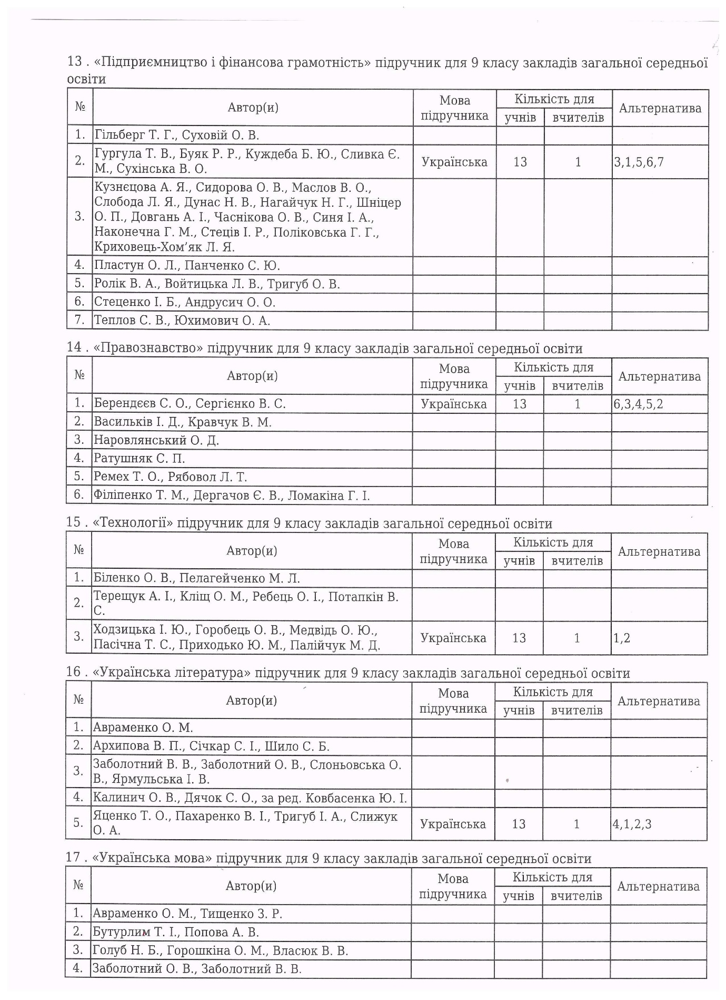 13 . «Підприємництво і фінансова грамотність» підручник для 9 класу закладів загальної середньої
освіти
№ Автор(и) Мова підручника Кількість для учнів вчителів Альтернатива
1. Гільберг Т. Г., Суховій О. В.
2. Гургула Т. В., Буяк Р. Р., Куждеба Б. Ю., Сливка Є.
М., Сухінська В. О. Українська 13 1 3,1,5,6,7
Кузнєцова А. Я., Сидорова О. В., Маслов В. О.,
Слобода Л. Я., Дунас Н. В., Нагайчук Н. Г., Шніцер
3. О. П., Довгань А. І., Часнікова О. В., Синя І. А.,
Наконечна Г. М., Стеців І. Р., Поліковська Г. Г.,
Криховець-Хом’як Л. Я.
4. Пластун О. Л., Панченко С. Ю.
5. Ролік В. А., Войтицька Л. В., Тригуб О. В.
6. Стеценко І. Б., Андрусич О. О.
7. Теплов С. В., Юхимович О. А.
14 . «Правознавство» підручник для 9 класу закладів загальної середньої освіти
№ Автор(и) Мова підручника Кількість для учнів вчителів Альтернатива
1. Берендєєв С. О., Сергієнко В. С. Українська 13 1 6,3,4,5,2
2. Васильків І. Д., Кравчук В. М.
3. Наровлянський О. Д.
4. Ратушняк С. П.
5. Ремех Т. О., Рябовол Л. Т.
6. Філіпенко Т. М., Дергачов Є. В., Ломакіна Г. І.
15 . «Технології» підручник для 9 класу закладів загальної середньої освіти
№ Автор(и) Мова підручника Кількість для учнів вчителів Альтернатива
1. Біленко О. В., Пелагейченко М. Л.
2. Терещук А. І., Кліщ О. М., Ребець О. І., Потапкін В.
С.
3. Ходзицька І. Ю., Горобець О. В., Медвідь О. Ю.,
Пасічна Т. С., Приходько Ю. М., Палійчук М. Д. Українська 13 1 1,2
16 . «Українська література» підручник для 9 класу закладів загальної середньої освіти
№ Автор(и) Мова підручника Кількість для учнів вчителів Альтернатива
1. Авраменко О. М.
2. Архипова В. П., Січкар С. І., Шило С. Б.
3. Заболотний В. В., Заболотний О. В., Слоньовська О.
В., Ярмульська І. В.
4. Калинич О. В., Дячок С. О., за ред. Ковбасенка Ю. І.
5. Яценко Т. О., Пахаренко В. І., Тригуб І. А., Слижук
О. А. Українська 13 1 4,1,2,3
17 . «Українська мова» підручник для 9 класу закладів загальної середньої освіти
№ Автор(и) Мова підручника Кількість для учнів вчителів Альтернатива
1. Авраменко О. М., Тищенко З. Р.
2. Бутурлим Т. І., Попова А. В.
3. Голуб Н. Б., Горошкіна О. М., Власюк В. В.
4. Заболотний О. В., Заболотний В. В.